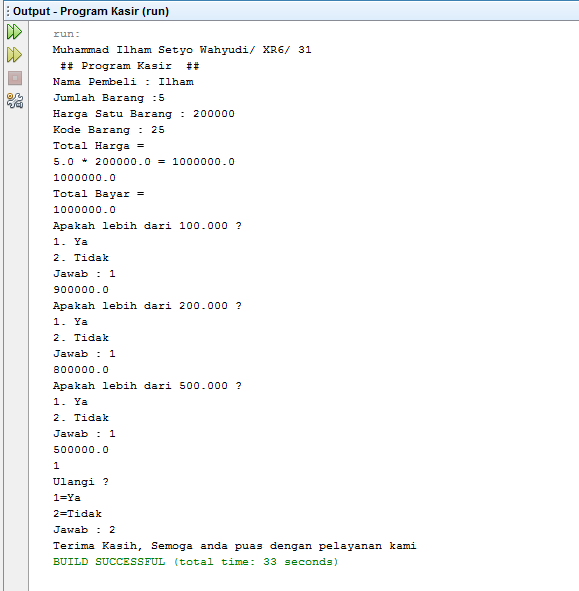 Output - Program Kasir (run)
run:
Muhammad Ilham Setyo Wahyudi/ XR6/ 31
## Program Kasir  ##
Nama Pembeli : Ilham
Jumlah Barang :5
Harga Satu Barang : 200000
Kode Barang : 25
Total Harga =
5.0 * 200000.0 = 1000000.0
1000000.0
Total Bayar =
1000000.0
Apakah lebih dari 100.000 ?
1. Ya
2. Tidak
Jawab : 1
900000.0
Apakah lebih dari 200.000 ?
1. Ya
2. Tidak
Jawab : 1
800000.0
Apakah lebih dari 500.000 ?
1. Ya
2. Tidak
Jawab : 1
500000.0
1
Ulangi ?
1=Ya
2=Tidak
Jawab : 2
Terima Kasih, Semoga anda puas dengan pelayanan kami
BUILD SUCCESSFUL (total time: 33 seconds)